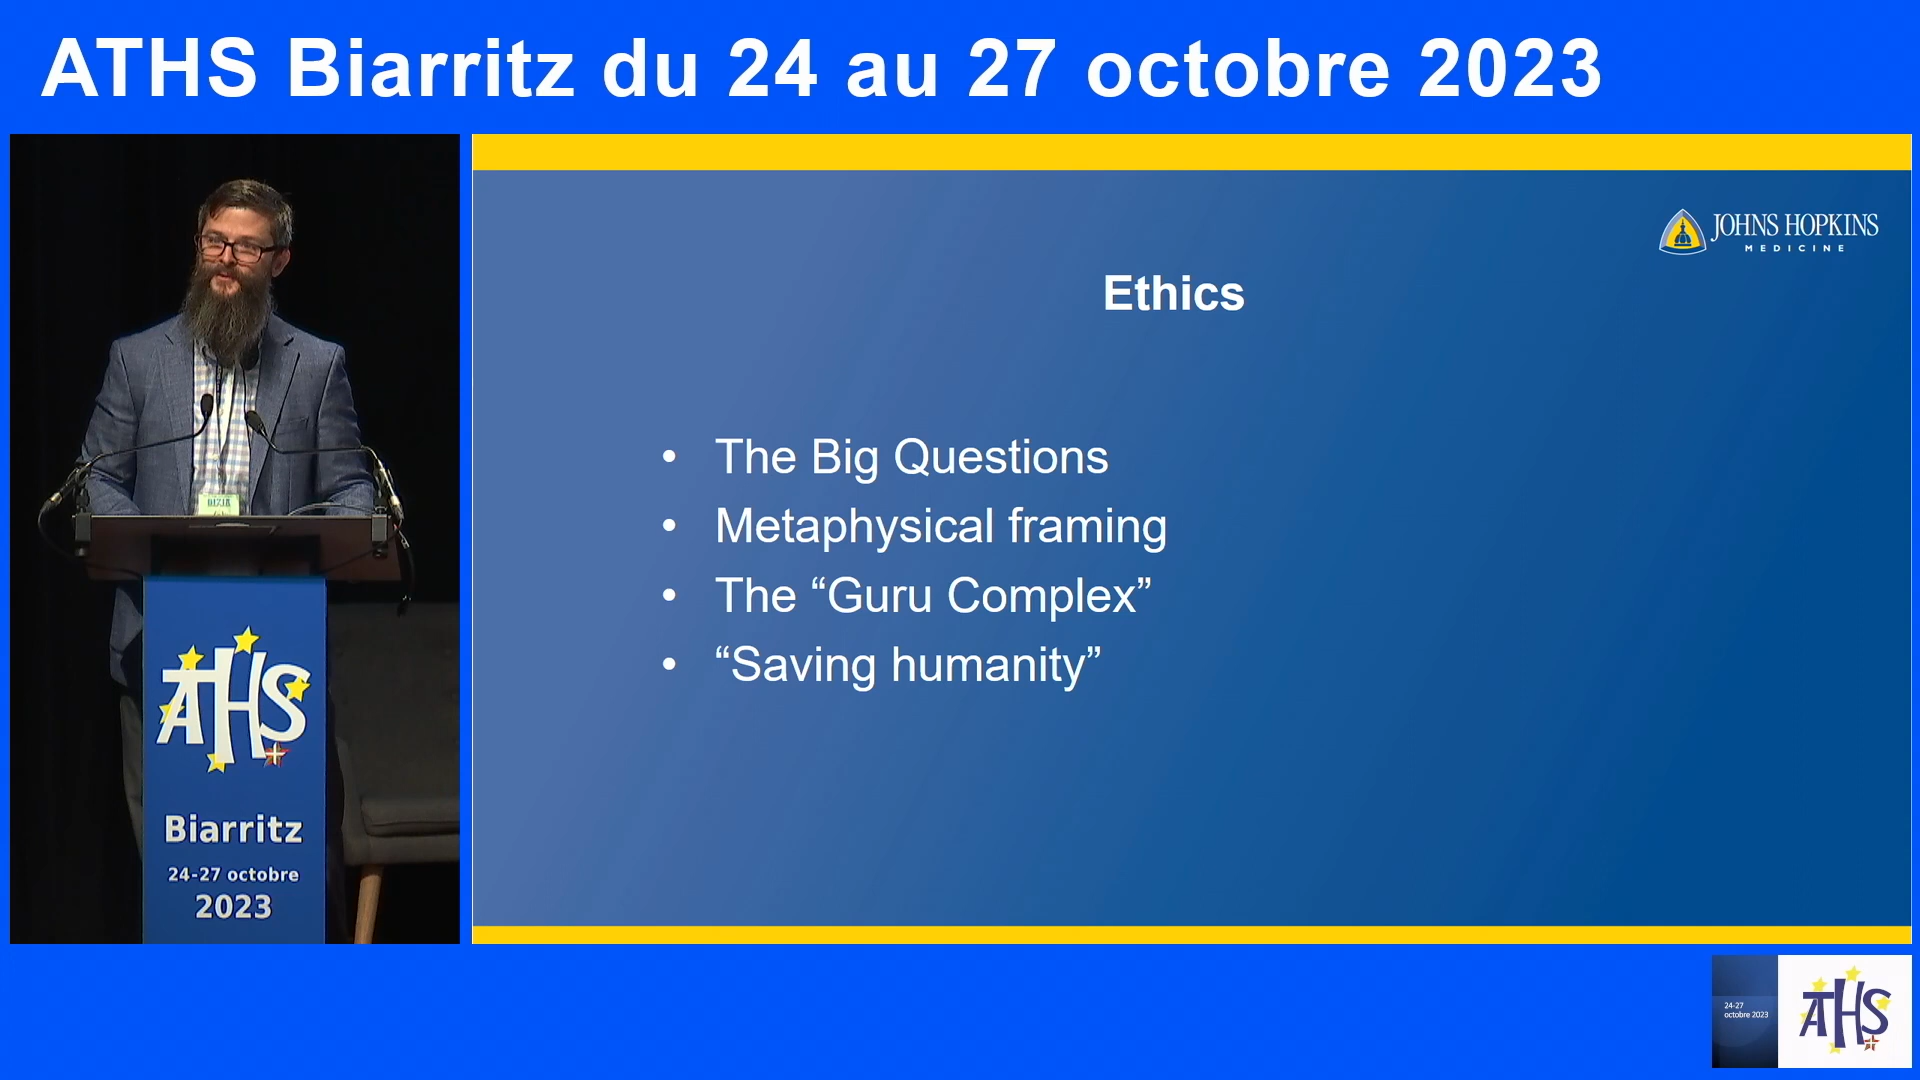 ATHS Biarritz du 24 au 27 octobre 2023
JOHNS HOPKINS
MEDICINE
Ethics
• The Big Questions
• Metaphysical framing
• The “Guru Complex”
• “Saving humanity”
BIZIA
ATHS
Biarritz
24-27 octobre
2023
24-27
octobre 2023
ATHS